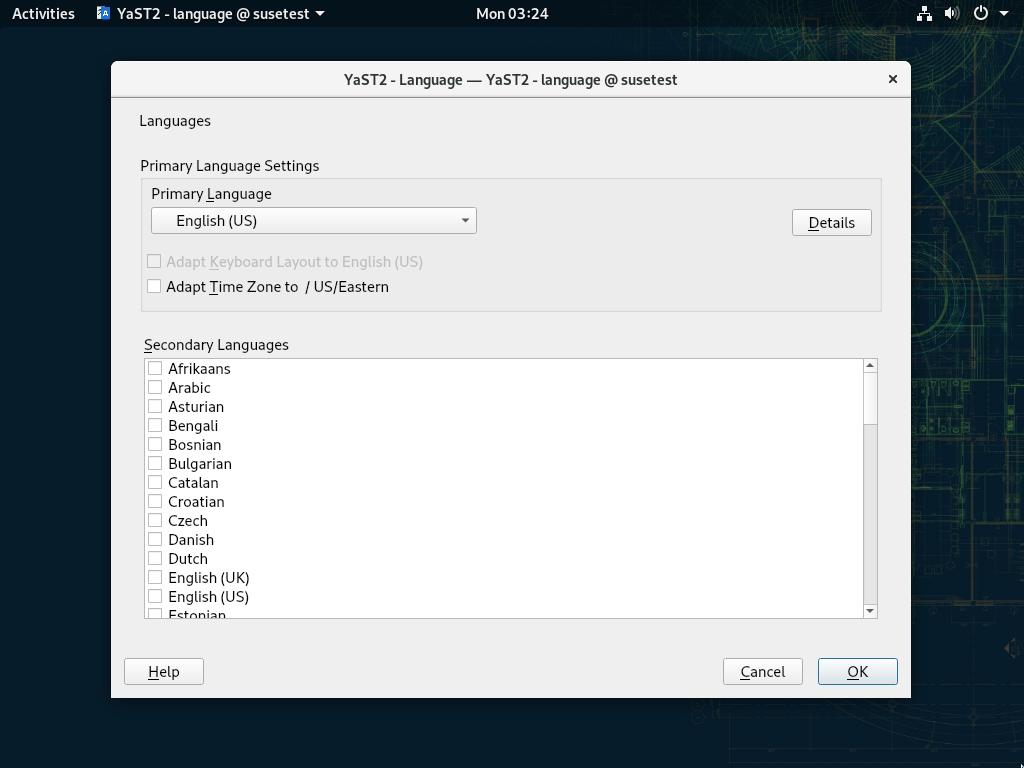 Activities YaST2 - language @ susetest Mon 03:24
YaST2 - Language — YaST2 - language @ susetest
Languages
Primary Language Settings
Primary Language
English (US)
Details
Adapt Keyboard Layout to English (US)
Adapt Time Zone to / US/Eastern
Secondary Languages
Afrikaans
Arabic
Asturian
Bengali
Bosnian
Bulgarian
Catalan
Croatian
Czech
Danish
Dutch
English (UK)
English (US)
Estonian
Help Cancel OK